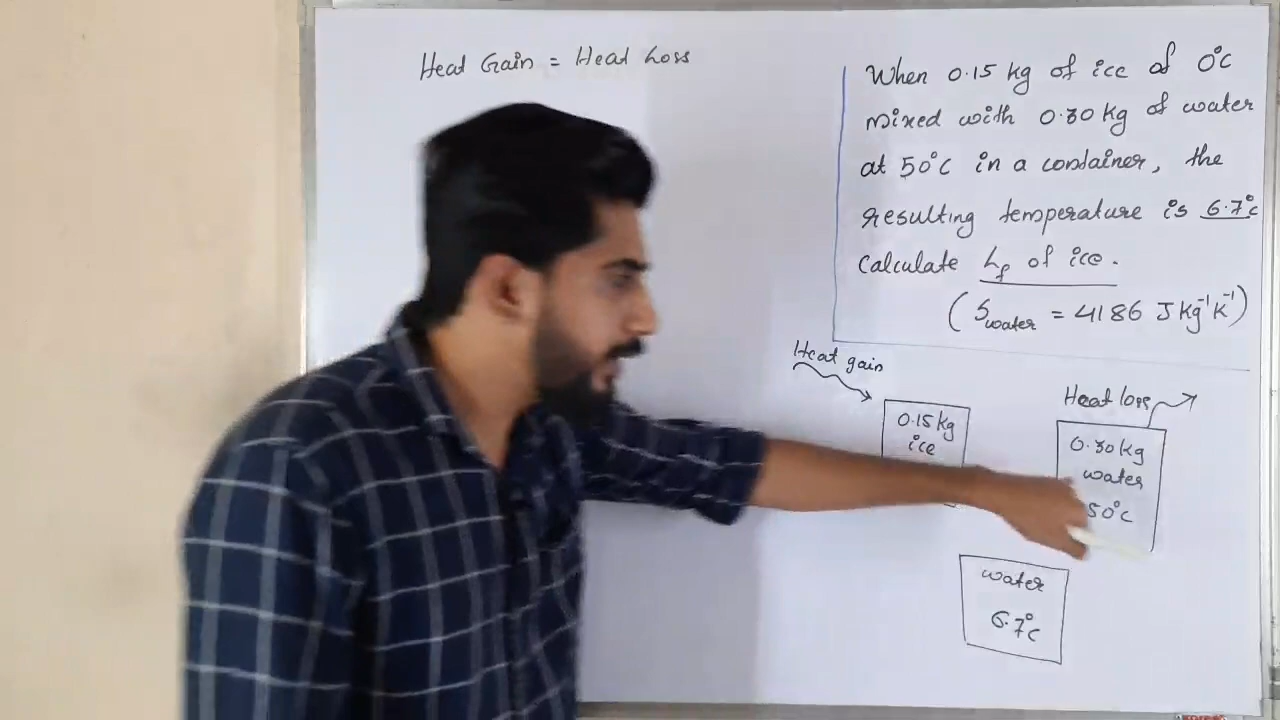 Heat Gain = Heat Loss
When 0.15 kg of ice of 0°C
mixed with 0.30 kg of water
at 50°C in a container, the
resulting temperature is 6.7°C
Calculate Lf of ice.
(Swater = 4186 J kg⁻¹ K⁻¹)
Heat gain
0.15 kg
ice
Heat loss
0.30 kg
water
50°C
water
6.7°C